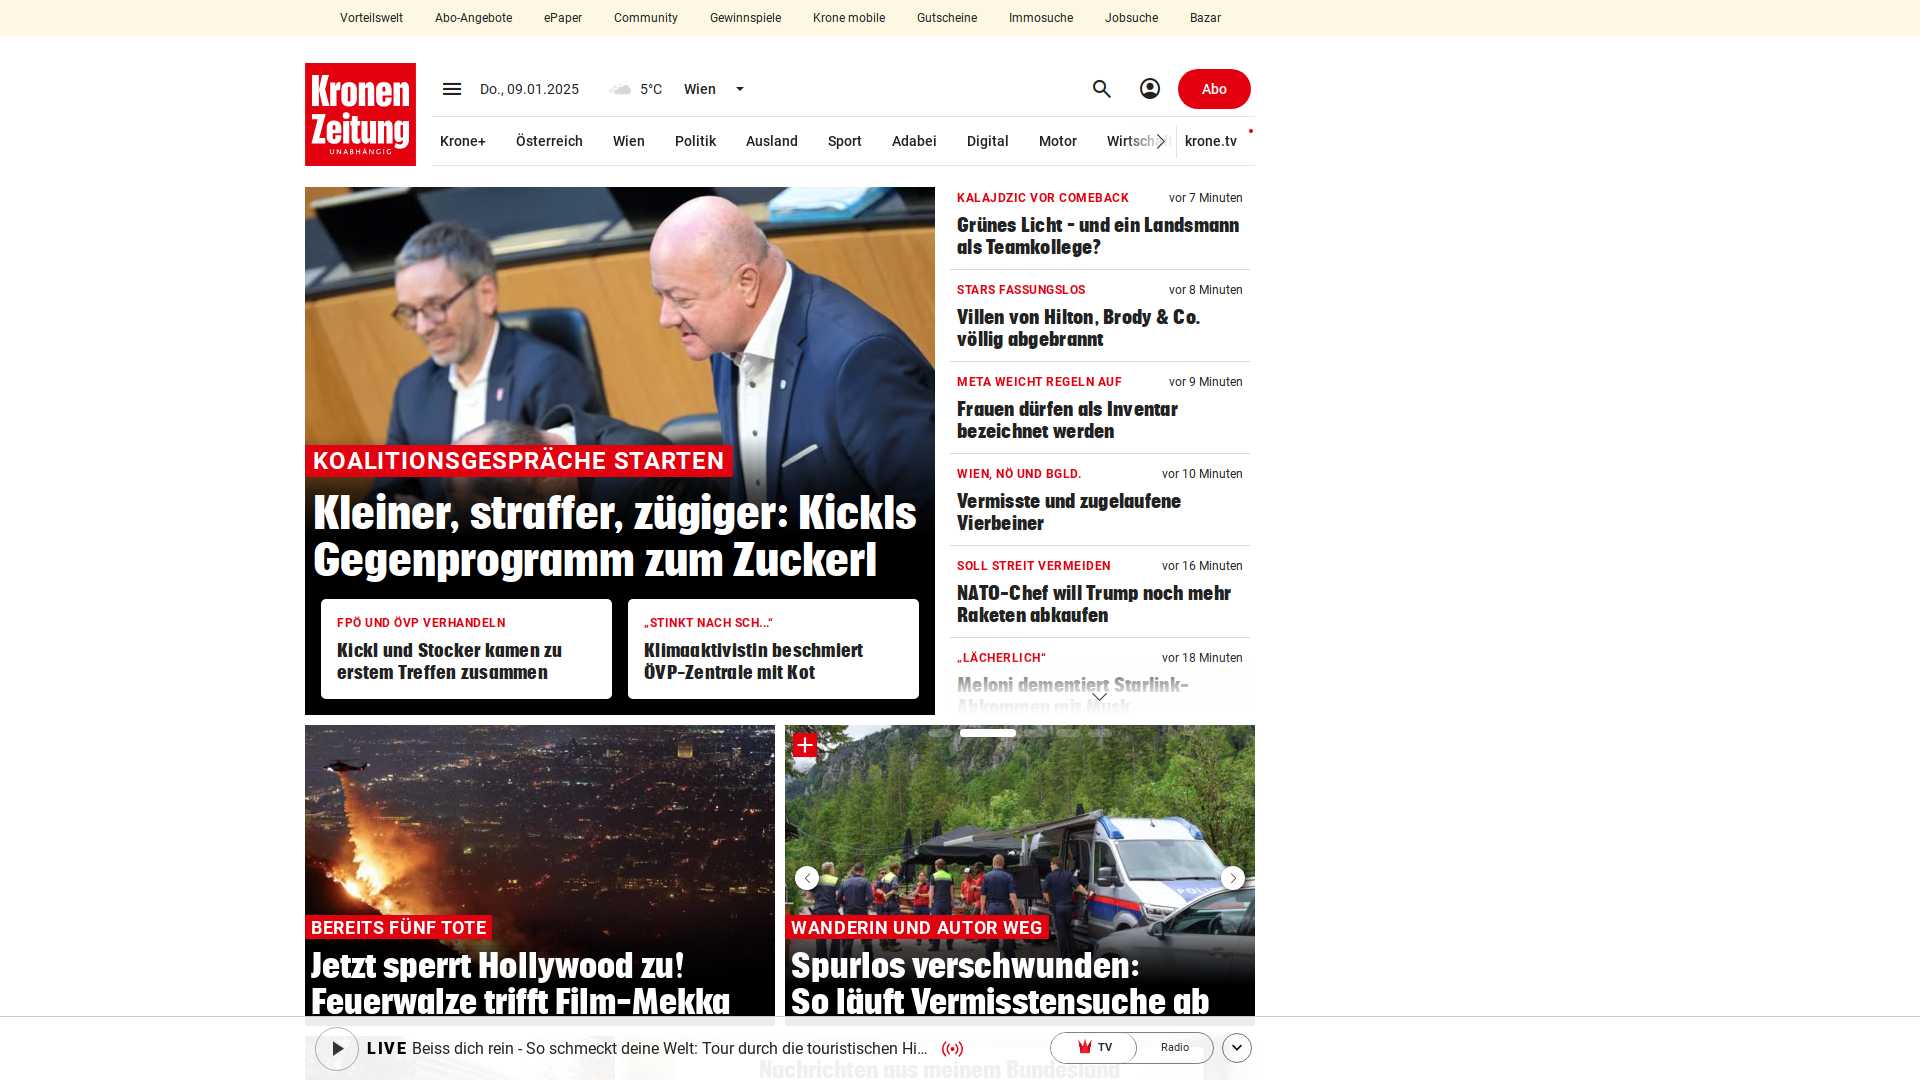 Vorteilswelt Abo-Angebote ePaper Community Gewinnspiele Krone mobile Gutscheine Immosuche Jobsuche Bazar
Kronen
Zeitung
UNABHÄNGIG
Do., 09.01.2025 5°C Wien Abo
Krone+ Österreich Wien Politik Ausland Sport Adabei Digital Motor Wirtschaft krone.tv
KOALITIONSGESPRÄCHE STARTEN
Kleiner, straffer, zügiger: Kickls
Gegenprogramm zum Zuckerl
FPÖ UND ÖVP VERHANDELN
Kickl und Stocker kamen zu
erstem Treffen zusammen
„STINKT NACH SCH...“
Klimaaktivistin beschmiert
ÖVP-Zentrale mit Kot
KALAJDZIC VOR COMEBACK vor 7 Minuten
Grünes Licht - und ein Landsmann
als Teamkollege?
STARS FASSUNGSLOS vor 8 Minuten
Villen von Hilton, Brody & Co.
völlig abgebrannt
META WEICHT REGELN AUF vor 9 Minuten
Frauen dürfen als Inventar
bezeichnet werden
WIEN, NÖ UND BGLD. vor 10 Minuten
Vermisste und zugelaufene
Vierbeiner
SOLL STREIT VERMEIDEN vor 16 Minuten
NATO-Chef will Trump noch mehr
Raketen abkaufen
„LÄCHERLICH“ vor 18 Minuten
Meloni dementiert Starlink-
Abkommen mit Musk
BEREITS FÜNF TOTE
Jetzt sperrt Hollywood zu!
Feuerwalze trifft Film-Mekka
WANDERIN UND AUTOR WEG
Spurlos verschwunden:
So läuft Vermisstensuche ab
LIVE Beiss dich rein - So schmeckt deine Welt: Tour durch die touristischen Hi... TV Radio
Nachrichten aus meinem Bundesland